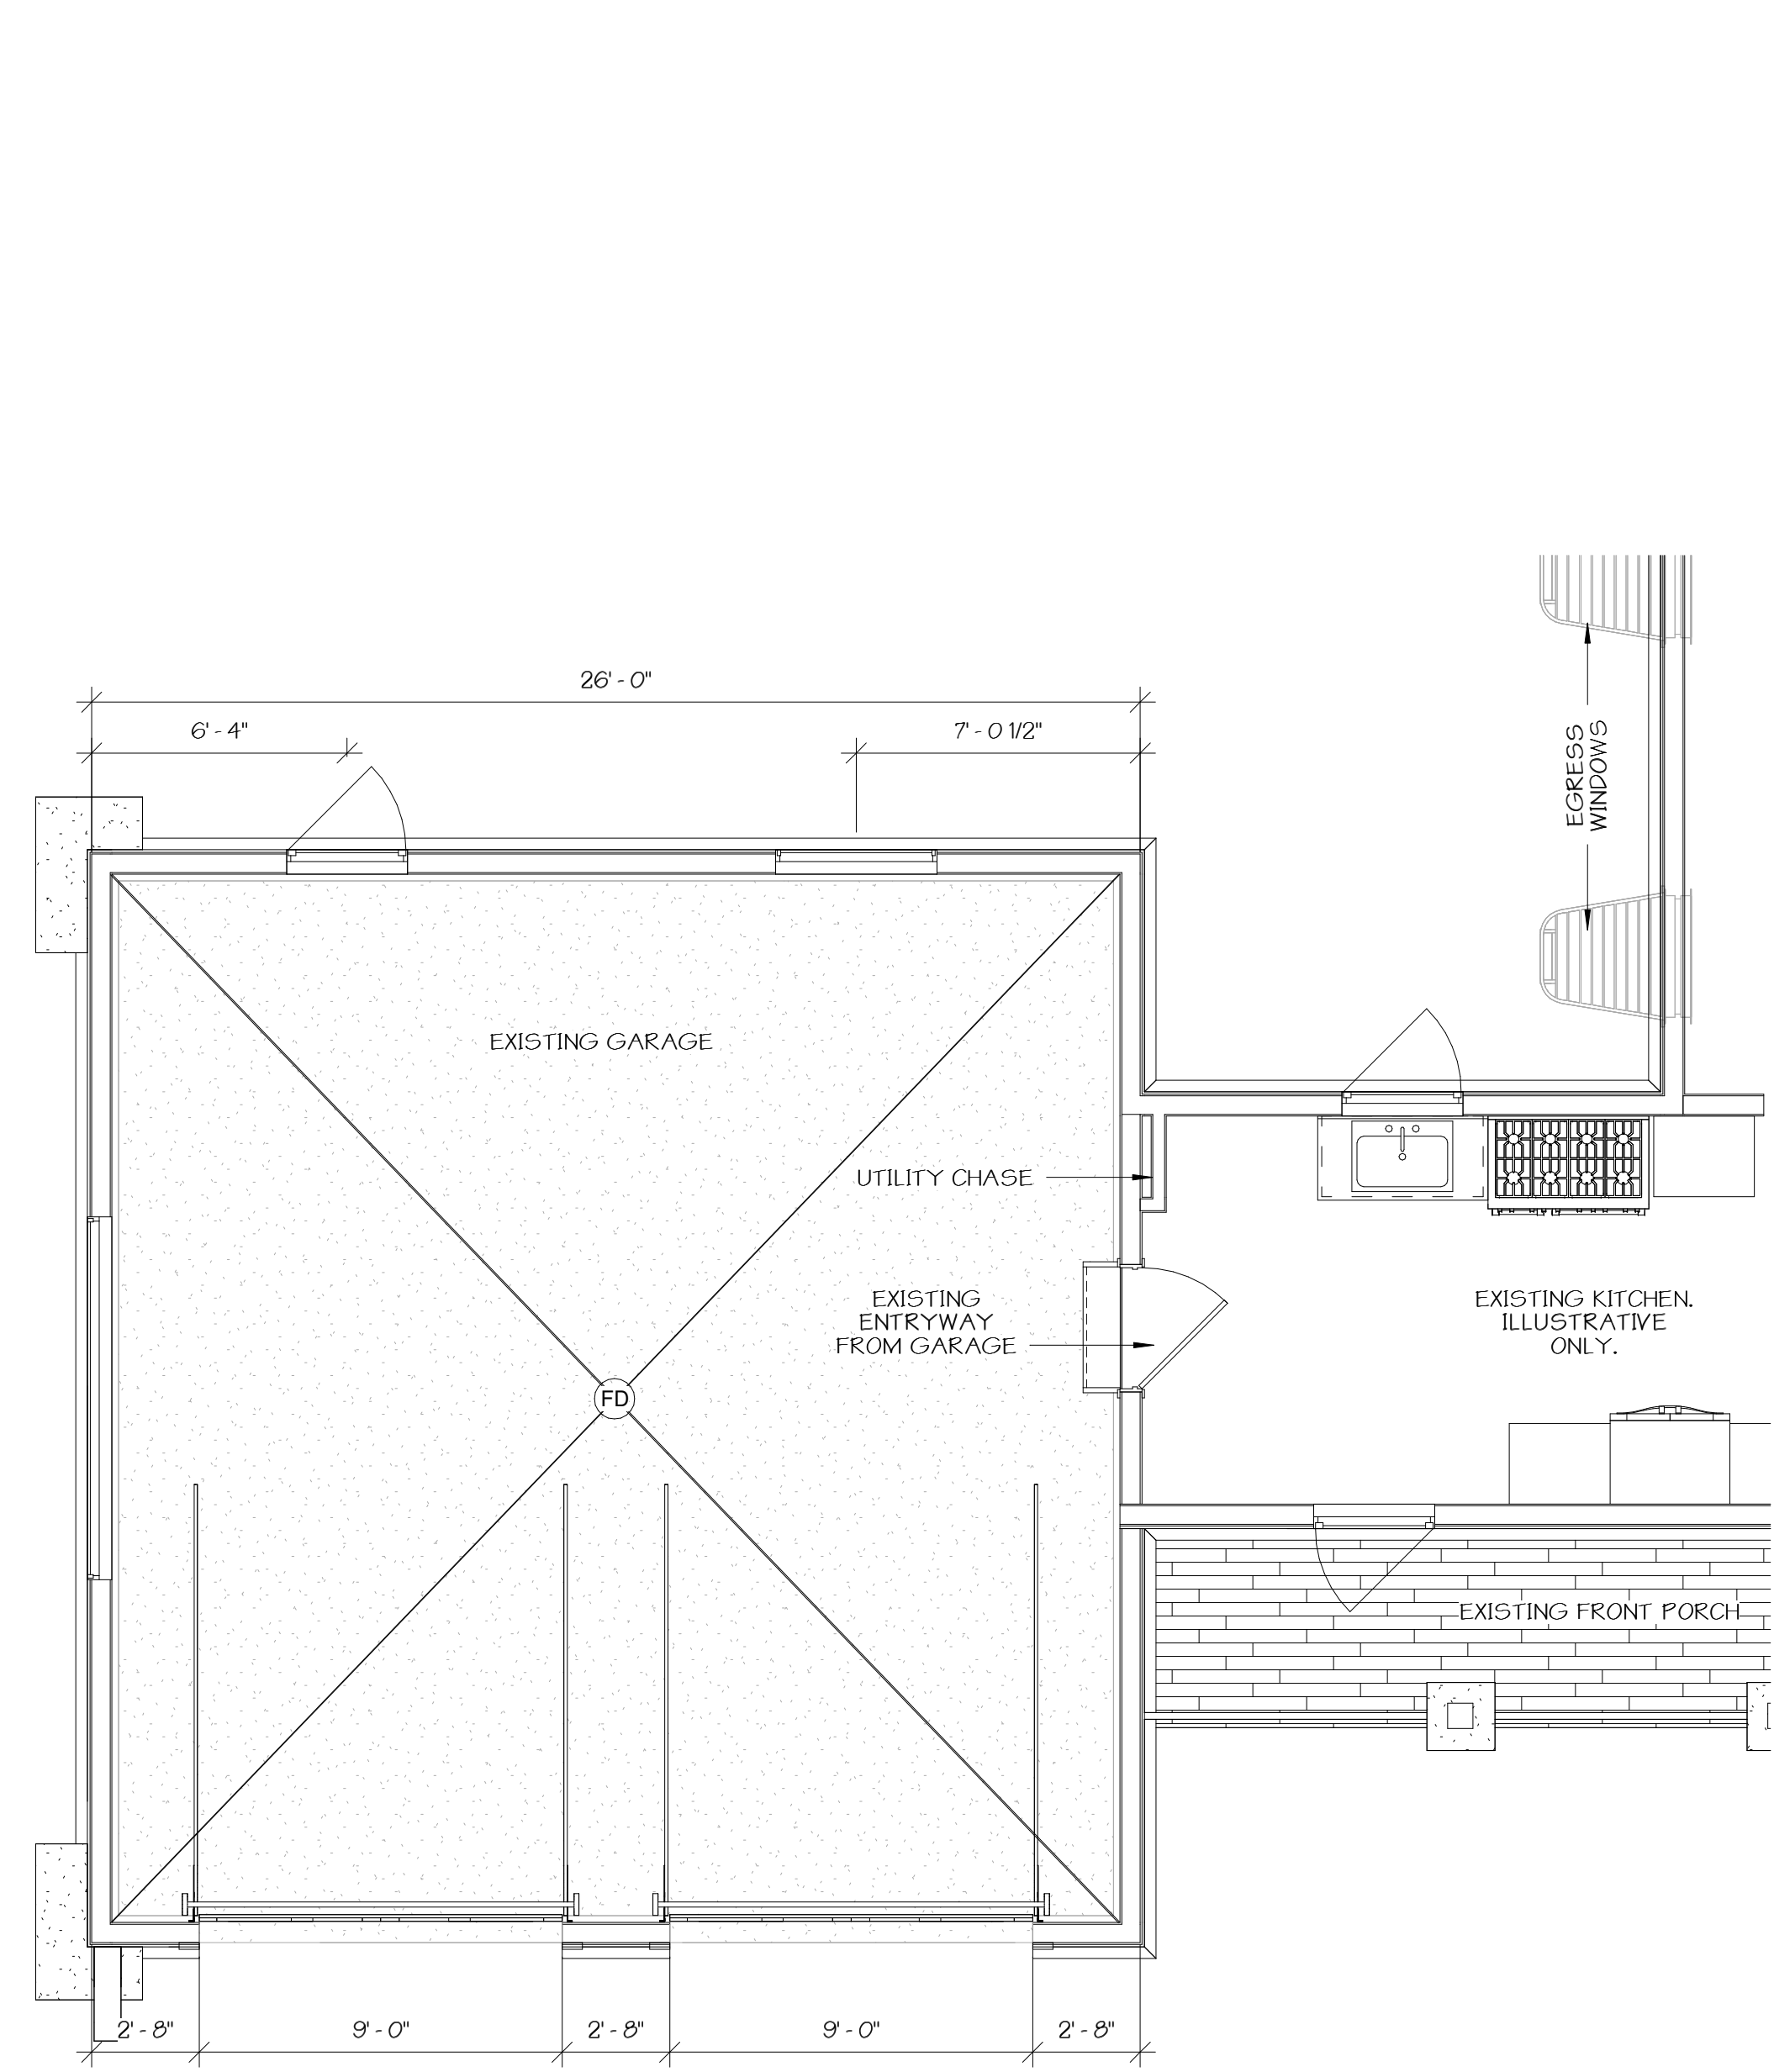 26' - 0"
6' - 4"
7' - 0 1/2"
EGRESS
WINDOWS
EXISTING GARAGE
UTILITY CHASE
EXISTING
ENTRYWAY
FROM GARAGE
EXISTING KITCHEN.
ILLUSTRATIVE
ONLY.
FD
EXISTING FRONT PORCH
2' - 8"
9' - 0"
2' - 8"
9' - 0"
2' - 8"